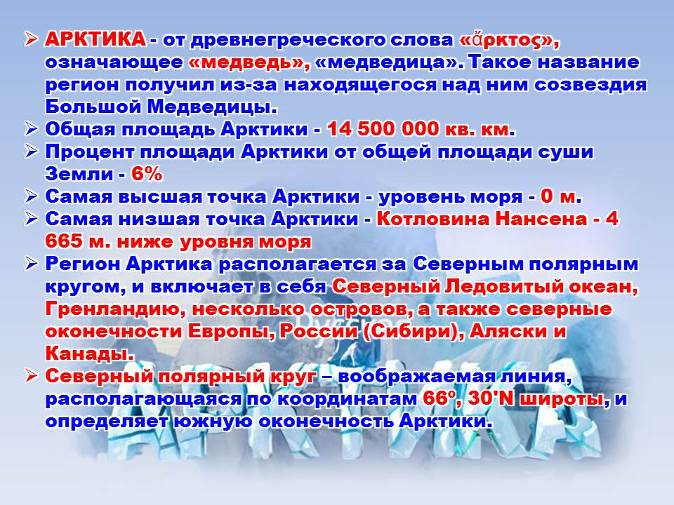 АРКТИКА - от древнегреческого слова «ἄρκτος»,
означающее «медведь», «медведица». Такое название
регион получил из-за находящегося над ним созвездия
Большой Медведицы.
Общая площадь Арктики - 14 500 000 кв. км.
Процент площади Арктики от общей площади суши
Земли - 6%
Самая высшая точка Арктики - уровень моря - 0 м.
Самая низшая точка Арктики - Котловина Нансена - 4
665 м. ниже уровня моря
Регион Арктика располагается за Северным полярным
кругом, и включает в себя Северный Ледовитый океан,
Гренландию, несколько островов, а также северные
оконечности Европы, России (Сибири), Аляски и
Канады.
Северный полярный круг – воображаемая линия,
располагающаяся по координатам 66º, 30'N широты, и
определяет южную оконечность Арктики.
АРКТИКА